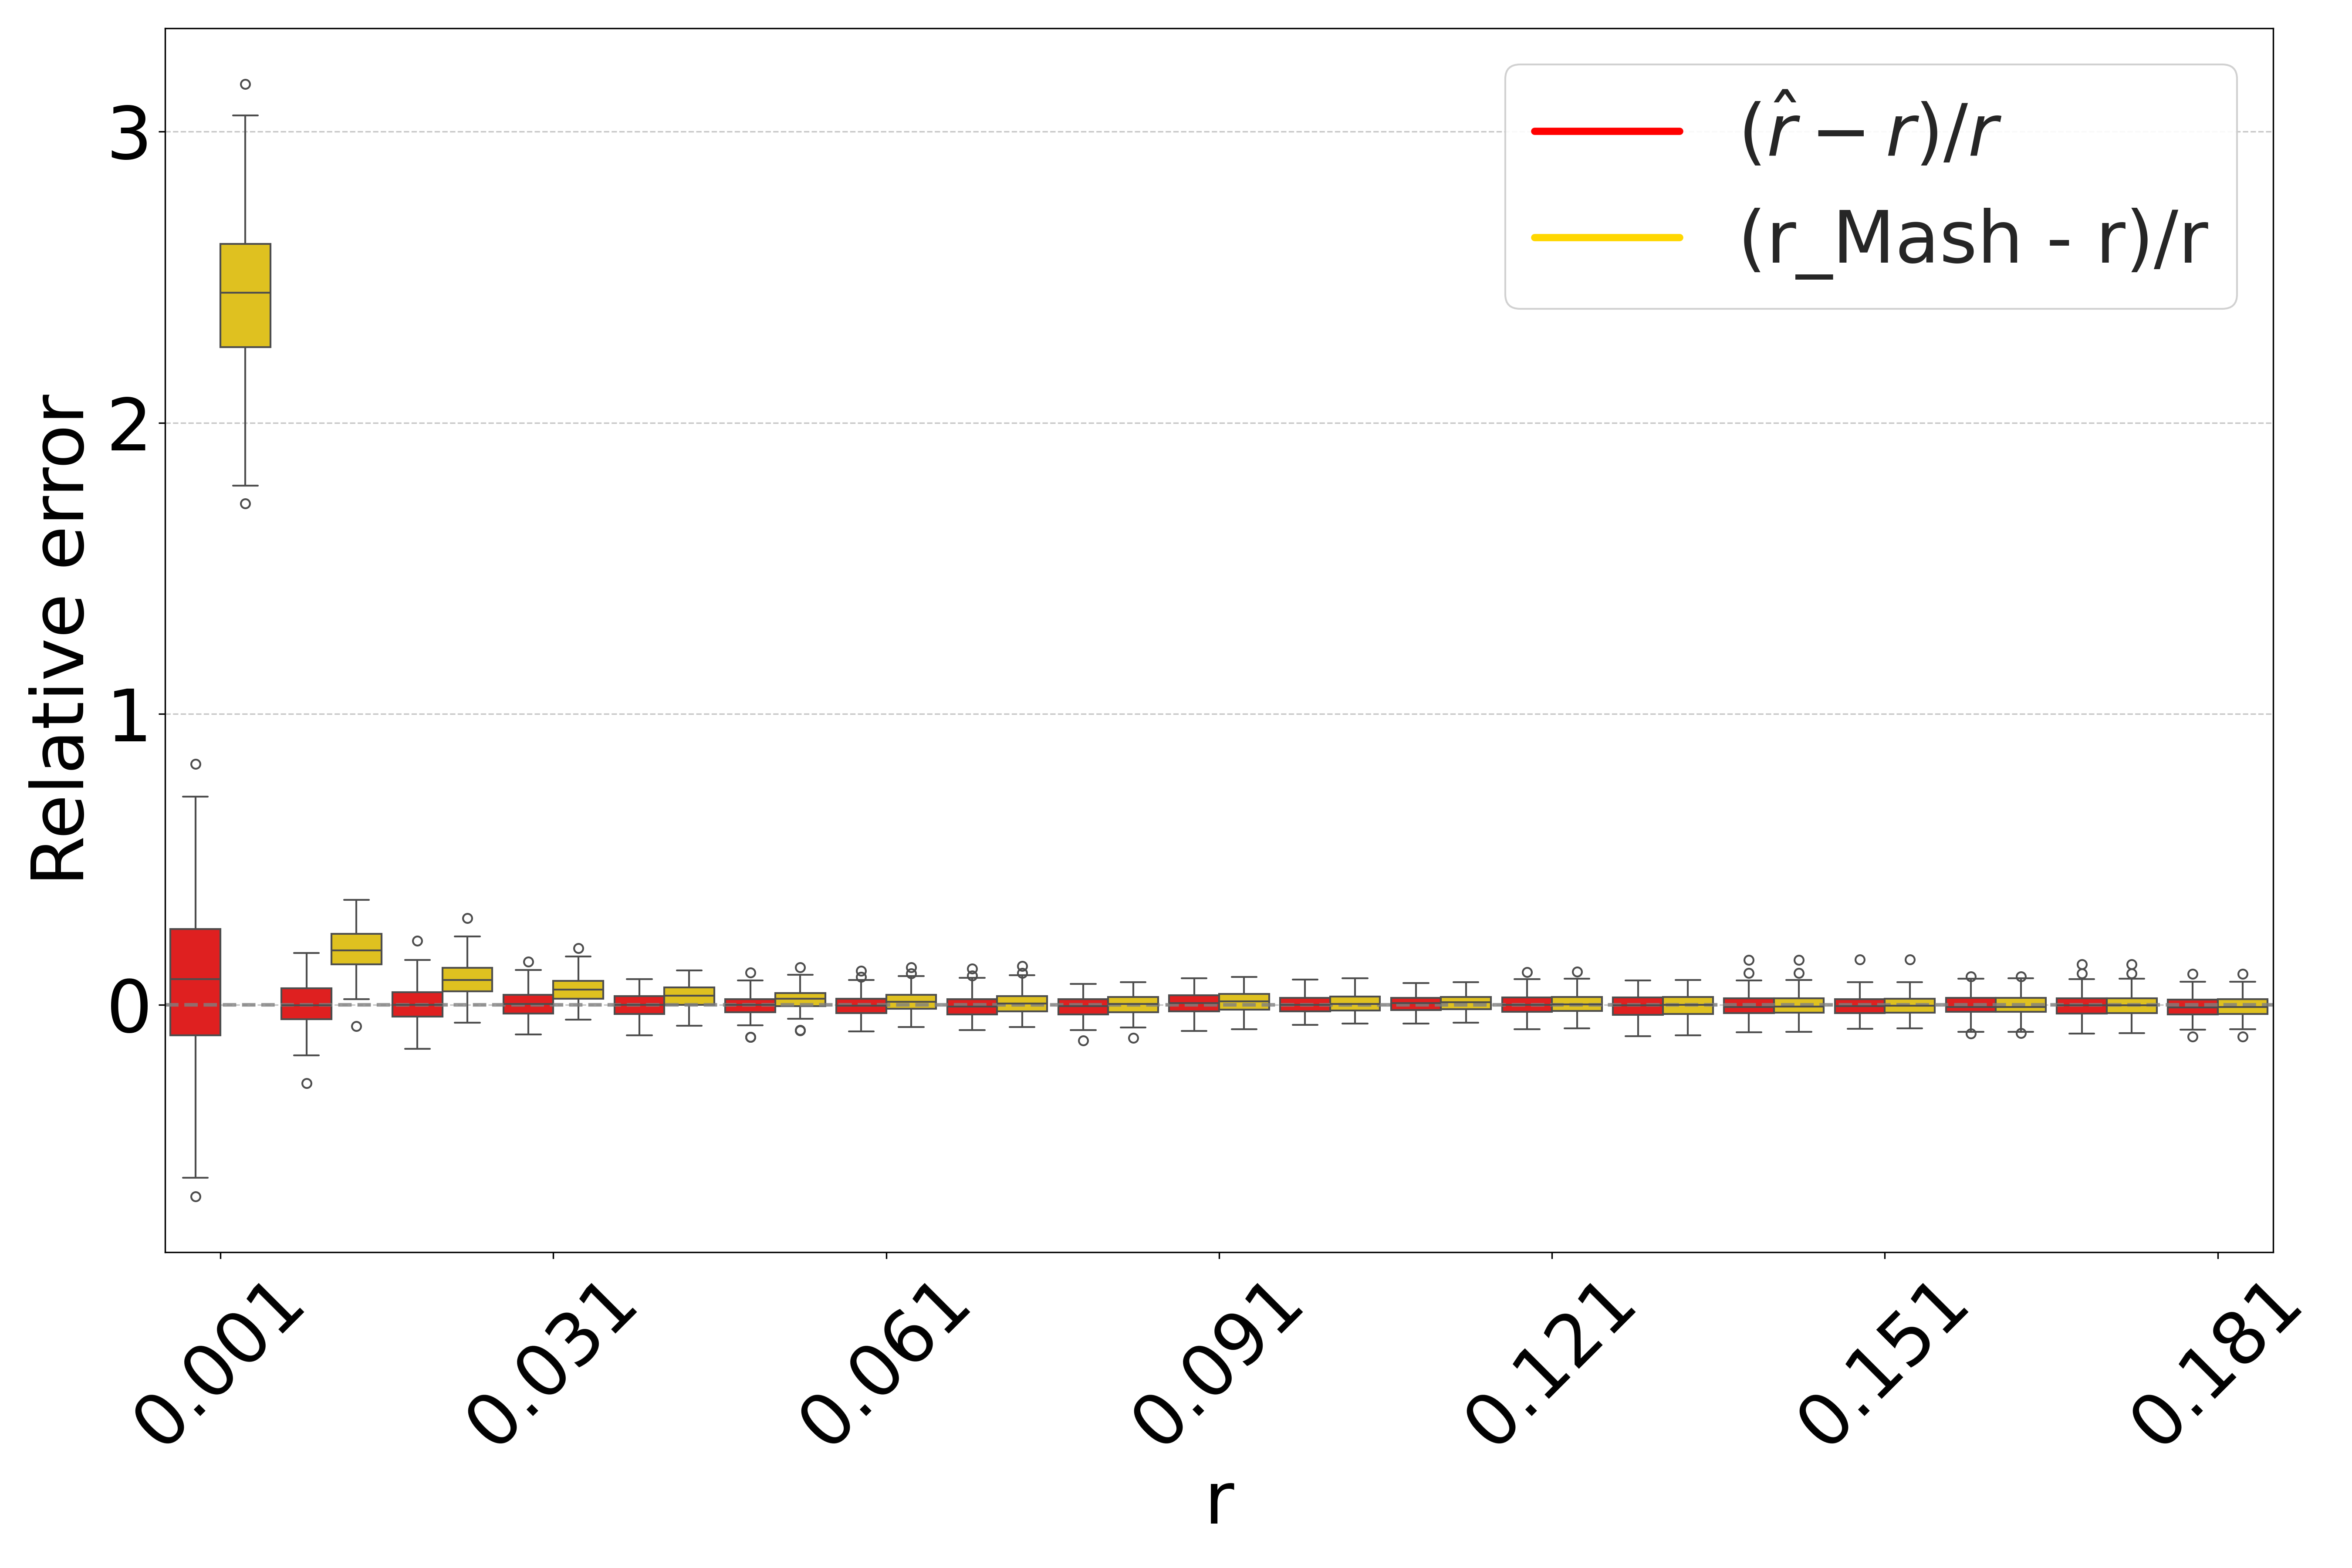 Relative error
3
2
1
0
(r̂ − r)/r
(r_Mash - r)/r
0.001
0.031
0.061
0.091
0.121
0.151
0.181
r